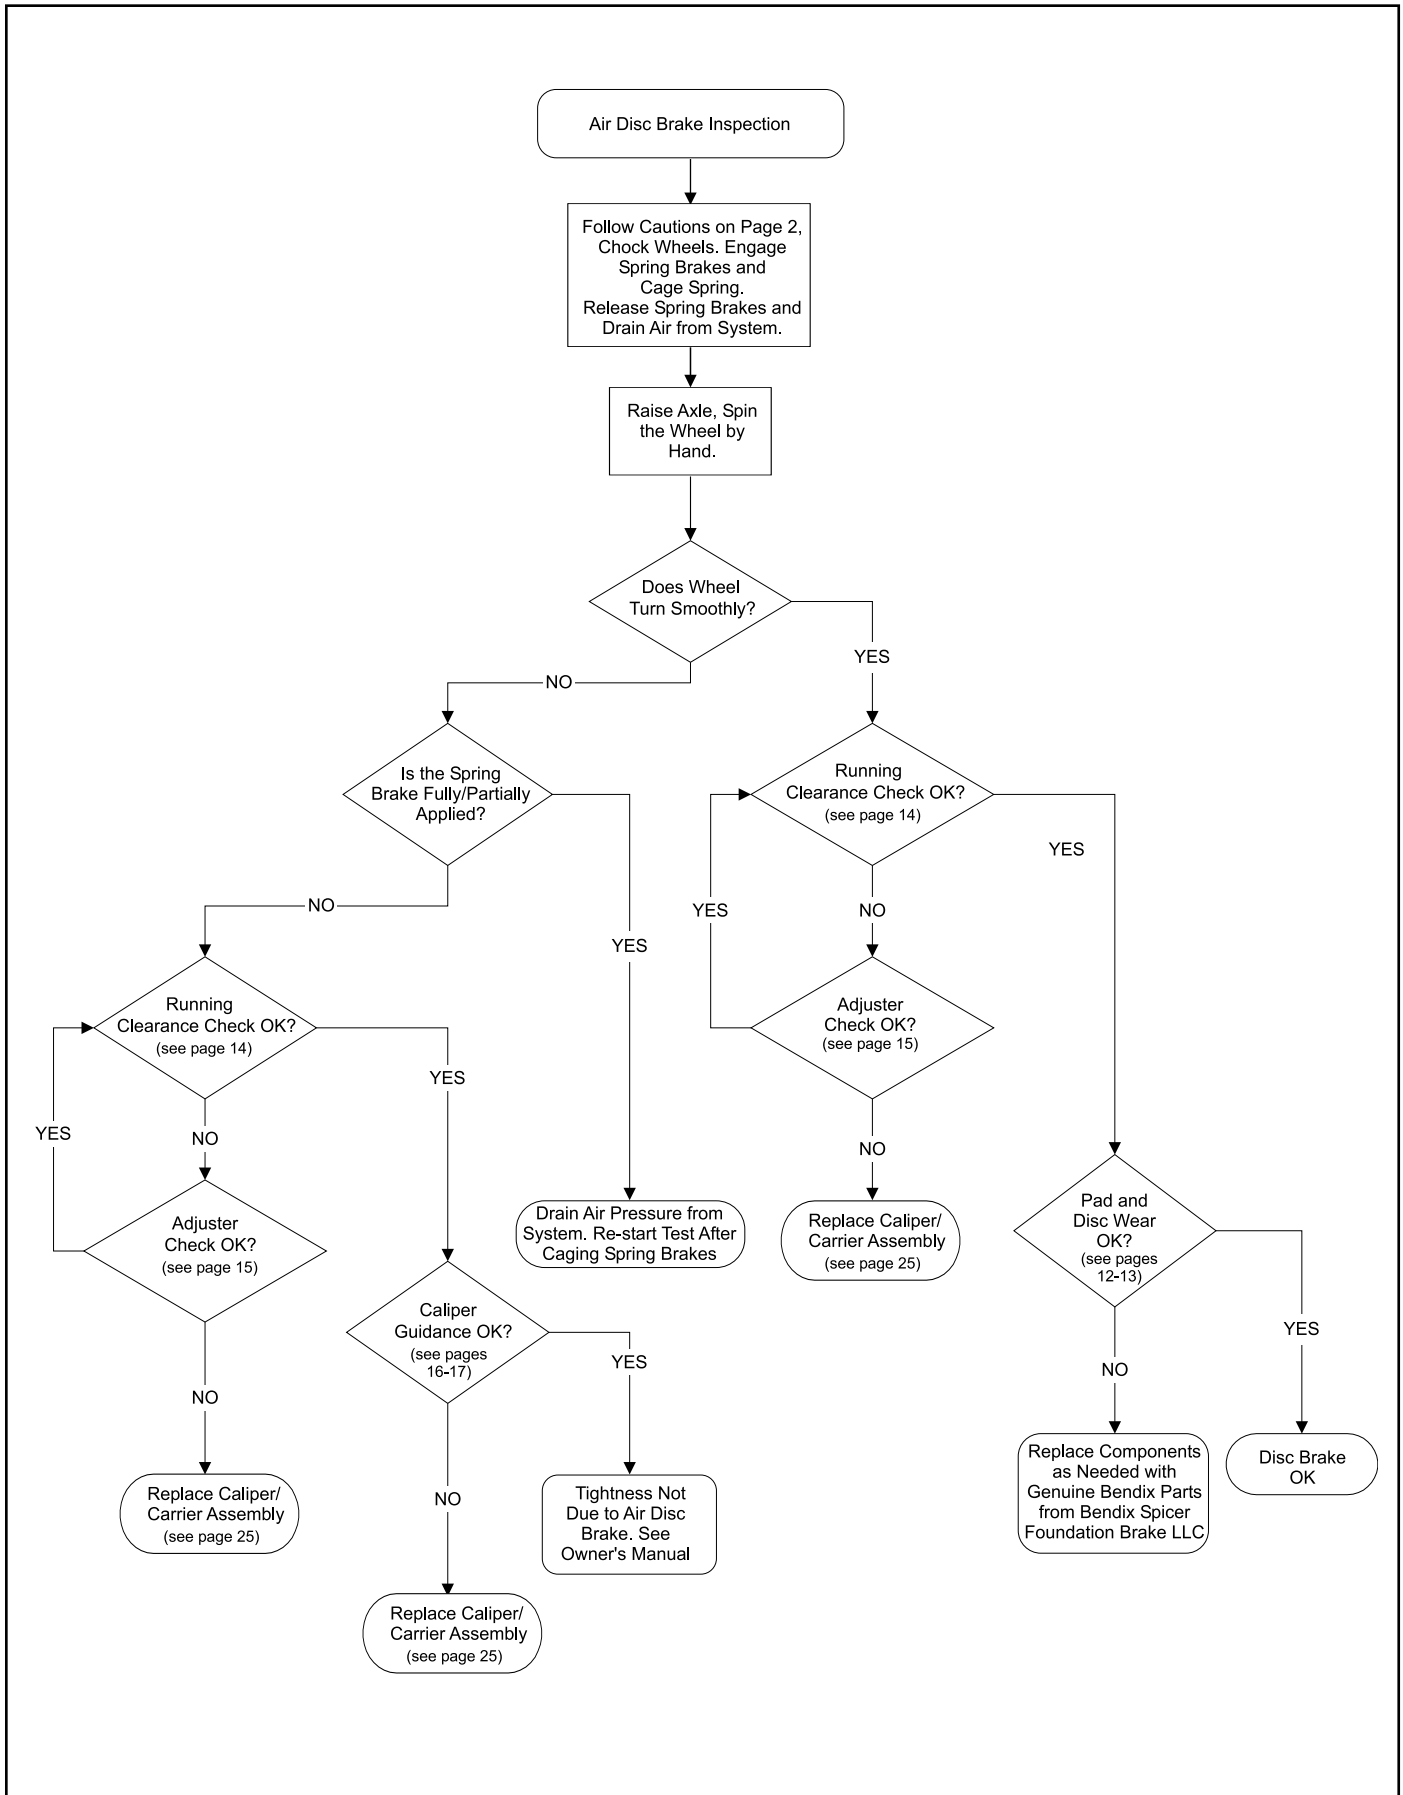 Air Disc Brake Inspection
Follow Cautions on Page 2,
Chock Wheels. Engage
Spring Brakes and
Cage Spring.
Release Spring Brakes and
Drain Air from System.
Raise Axle, Spin
the Wheel by
Hand.
Does Wheel
Turn Smoothly?
YES
NO
Is the Spring
Brake Fully/Partially
Applied?
Running
Clearance Check OK?
(see page 14)
YES
NO
NO
YES
YES
Adjuster
Check OK?
(see page 15)
Running
Clearance Check OK?
(see page 14)
YES
YES
NO
NO
Drain Air Pressure from
System. Re-start Test After
Caging Spring Brakes
Replace Caliper/
Carrier Assembly
(see page 25)
Pad and
Disc Wear
OK?
(see pages
12-13)
Adjuster
Check OK?
(see page 15)
Caliper
Guidance OK?
(see pages
16-17)
YES
YES
NO
NO
Replace Caliper/
Carrier Assembly
(see page 25)
NO
Tightness Not
Due to Air Disc
Brake. See
Owner's Manual
Replace Components
as Needed with
Genuine Bendix Parts
from Bendix Spicer
Foundation Brake LLC
Disc Brake
OK
Replace Caliper/
Carrier Assembly
(see page 25)